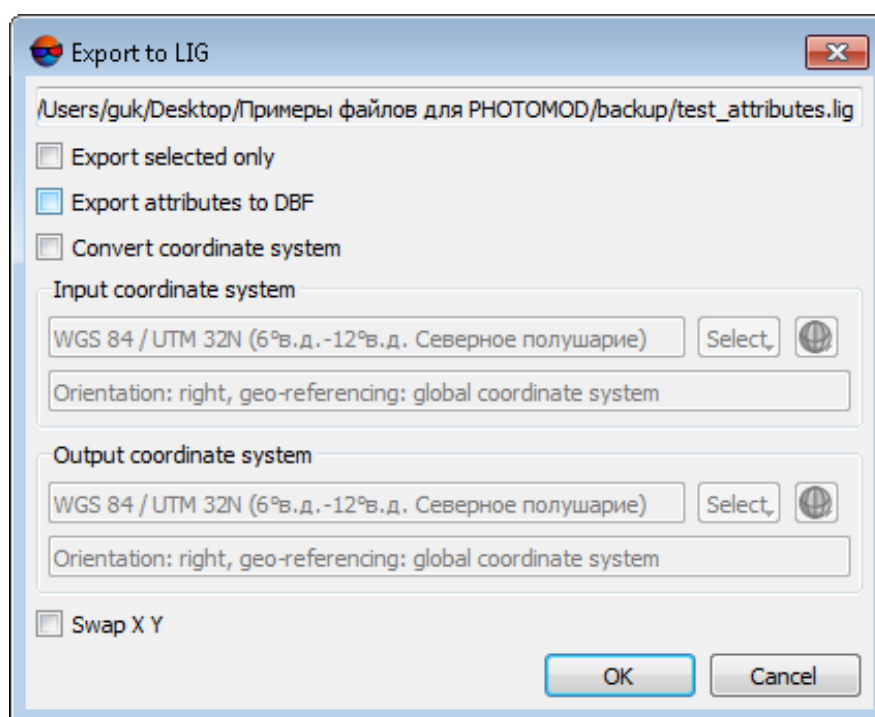 Export to LIG
/Users/guk/Desktop/Примеры файлов для PHOTOMOD/backup/test_attributes.lig
Export selected only
Export attributes to DBF
Convert coordinate system
Input coordinate system
WGS 84 / UTM 32N (6°в.д.-12°в.д. Северное полушарие) Select
Orientation: right, geo-referencing: global coordinate system
Output coordinate system
WGS 84 / UTM 32N (6°в.д.-12°в.д. Северное полушарие) Select
Orientation: right, geo-referencing: global coordinate system
Swap X Y
OK Cancel